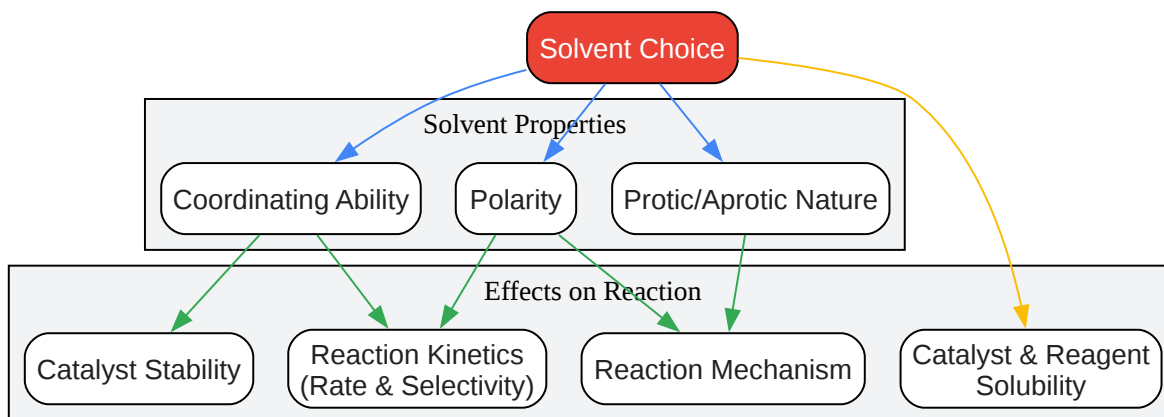 Solvent Choice
Solvent Properties
Coordinating Ability
Polarity
Protic/Aprotic Nature
Effects on Reaction
Catalyst Stability
Reaction Kinetics
(Rate & Selectivity)
Reaction Mechanism
Catalyst & Reagent
Solubility